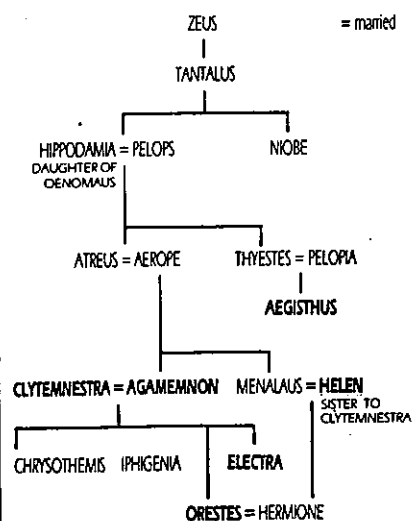 ZEUS = married
TANTALUS
HIPPODAMIA = PELOPS NIOBE
DAUGHTER OF
OENOMAUS
ATREUS = AEROPE THYESTES = PELOPIA
AEGISTHUS
CLYTEMNESTRA = AGAMEMNON MENALAUS = HELEN
SISTER TO
CLYTEMNESTRA
CHRYSOTHEMIS IPHIGENIA ELECTRA
ORESTES = HERMIONE